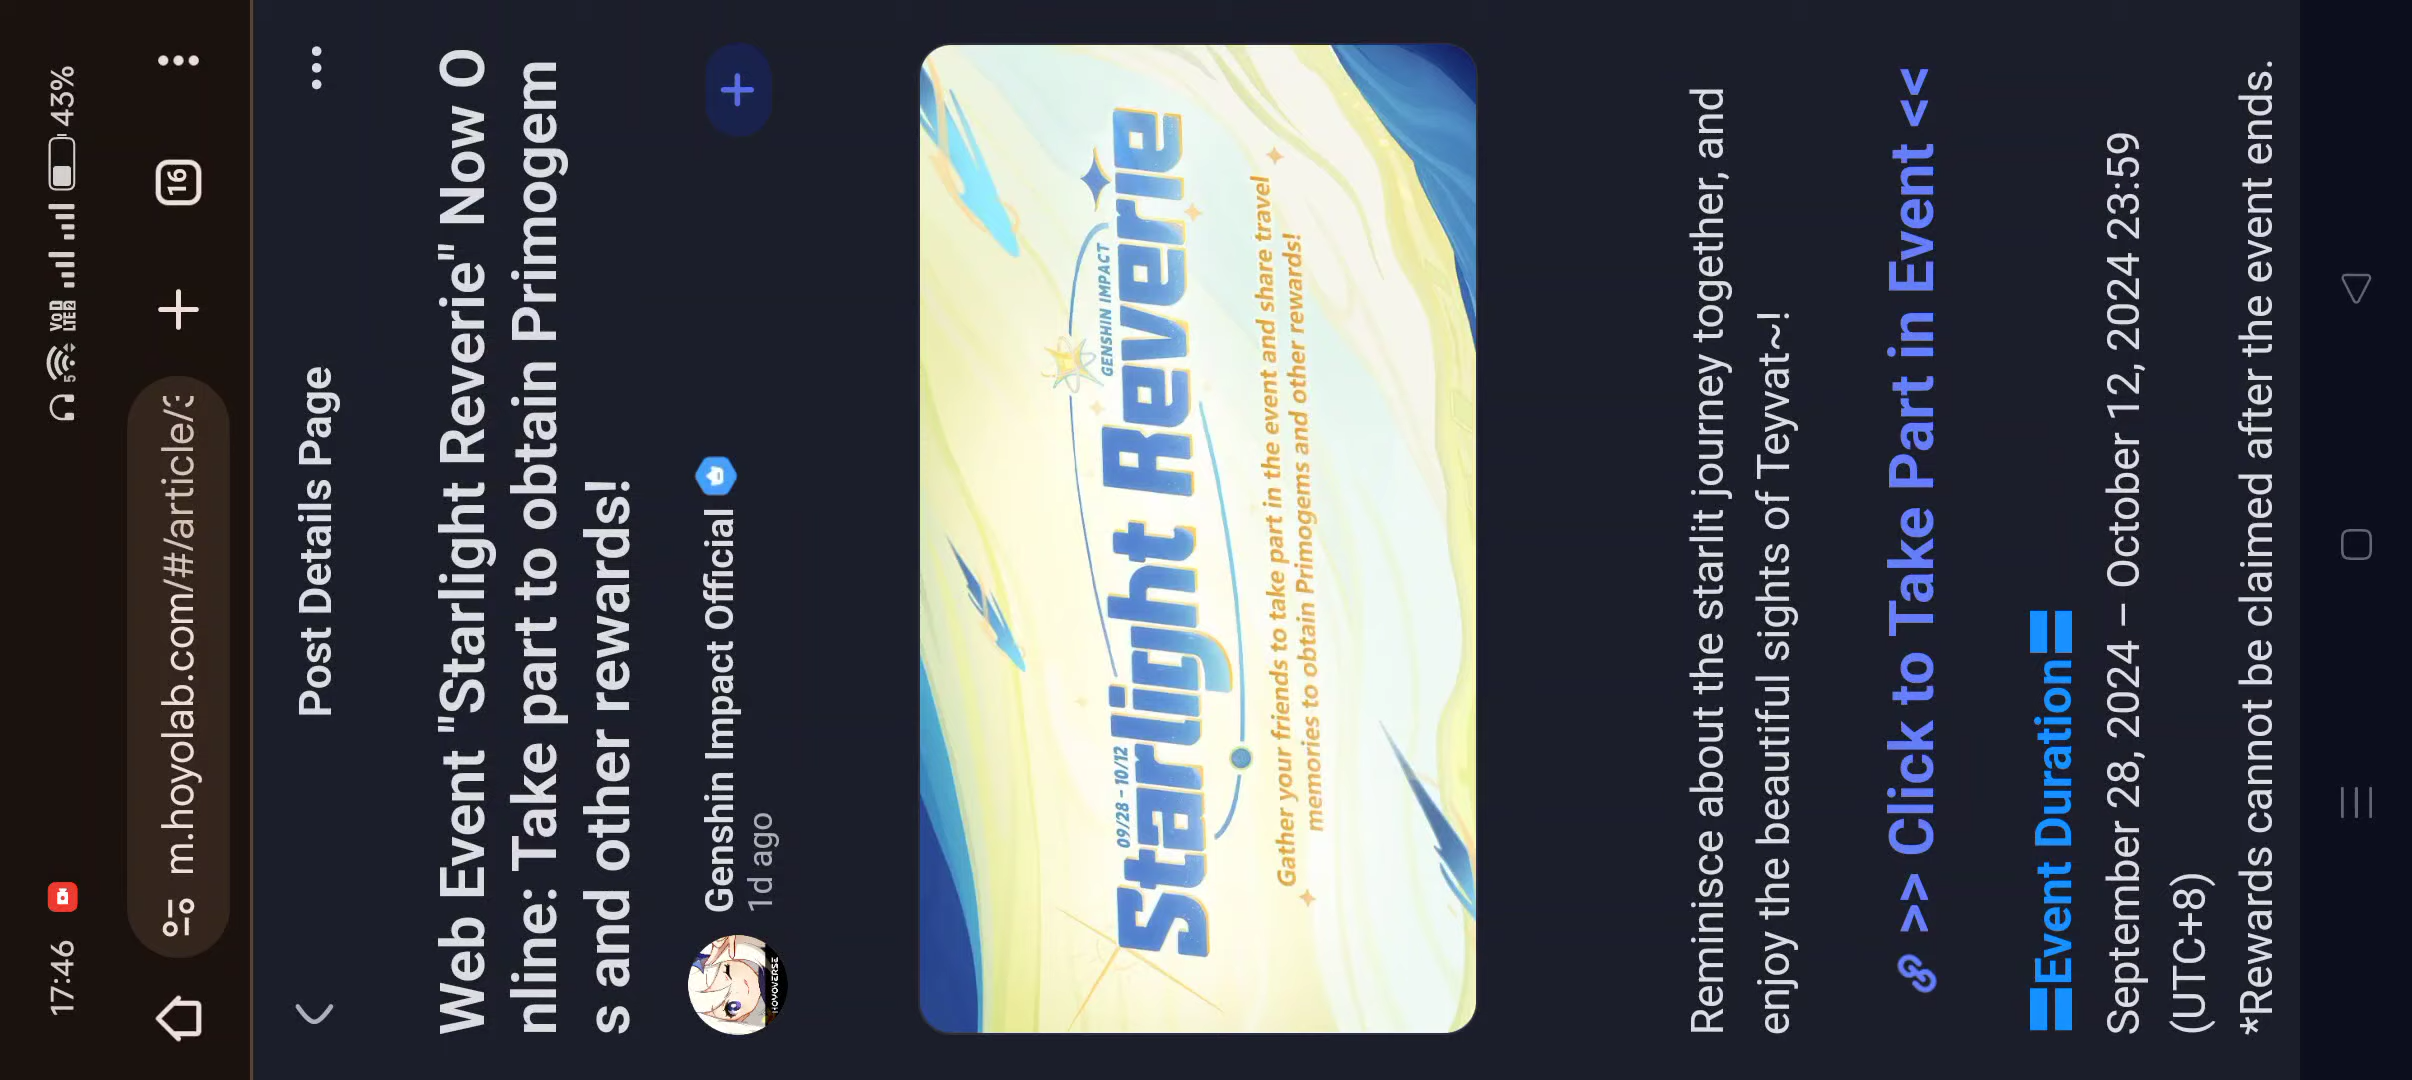 17:46
5
VoD
LTE2
43%
m.hoyolab.com/#/article/3
16
Post Details Page
Web Event "Starlight Reverie" Now O
nline: Take part to obtain Primogem
s and other rewards!
Genshin Impact Official
1d ago
HOYOVERSE
09/28 - 10/12
GENSHIN IMPACT
Starlight Reverie
Gather your friends to take part in the event and share travel
memories to obtain Primogems and other rewards!
Reminisce about the starlit journey together, and
enjoy the beautiful sights of Teyvat~!
>> Click to Take Part in Event <<
〓Event Duration〓
September 28, 2024 – October 12, 2024 23:59
(UTC+8)
*Rewards cannot be claimed after the event ends.